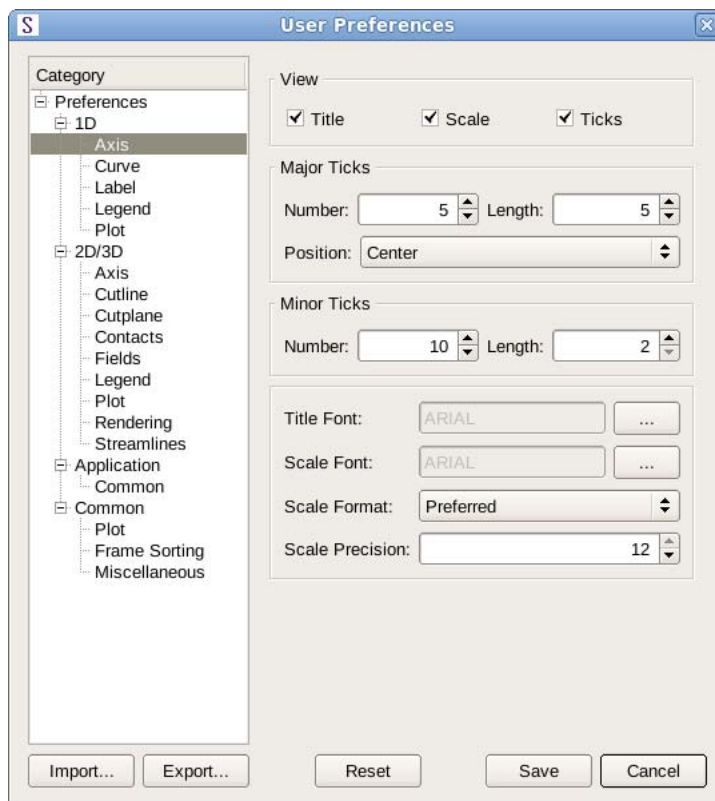 S User Preferences
Category
Preferences
1D
Axis
Curve
Label
Legend
Plot
2D/3D
Axis
Cutline
Cutplane
Contacts
Fields
Legend
Plot
Rendering
Streamlines
Application
Common
Common
Plot
Frame Sorting
Miscellaneous
View
Title Scale Ticks
Major Ticks
Number: 5 Length: 5
Position: Center
Minor Ticks
Number: 10 Length: 2
Title Font: ARIAL ...
Scale Font: ARIAL ...
Scale Format: Preferred
Scale Precision: 12
Import... Export... Reset Save Cancel